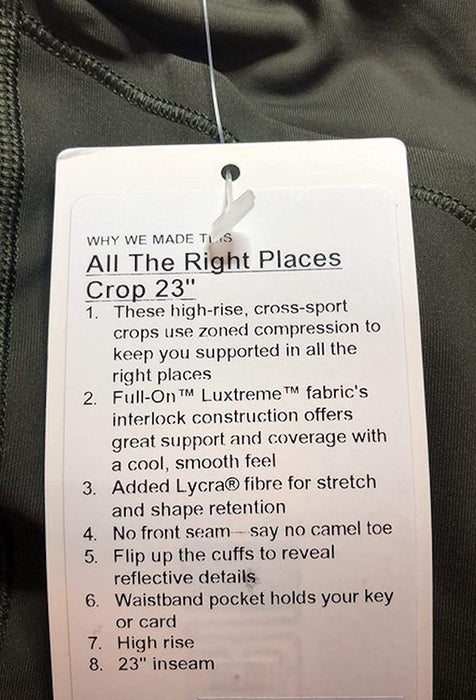 WHY WE MADE THIS
All The Right Places
Crop 23"
1. These high-rise, cross-sport
crops use zoned compression to
keep you supported in all the
right places
2. Full-On™ Luxtreme™ fabric's
interlock construction offers
great support and coverage with
a cool, smooth feel
3. Added Lycra® fibre for stretch
and shape retention
4. No front seam—say no camel toe
5. Flip up the cuffs to reveal
reflective details
6. Waistband pocket holds your key
or card
7. High rise
8. 23" inseam